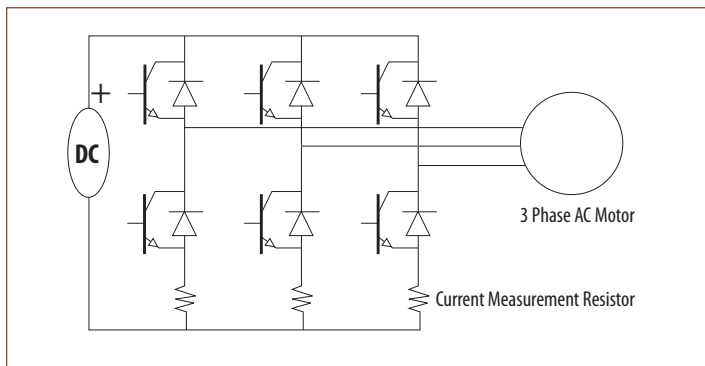 +
DC
3 Phase AC Motor
Current Measurement Resistor